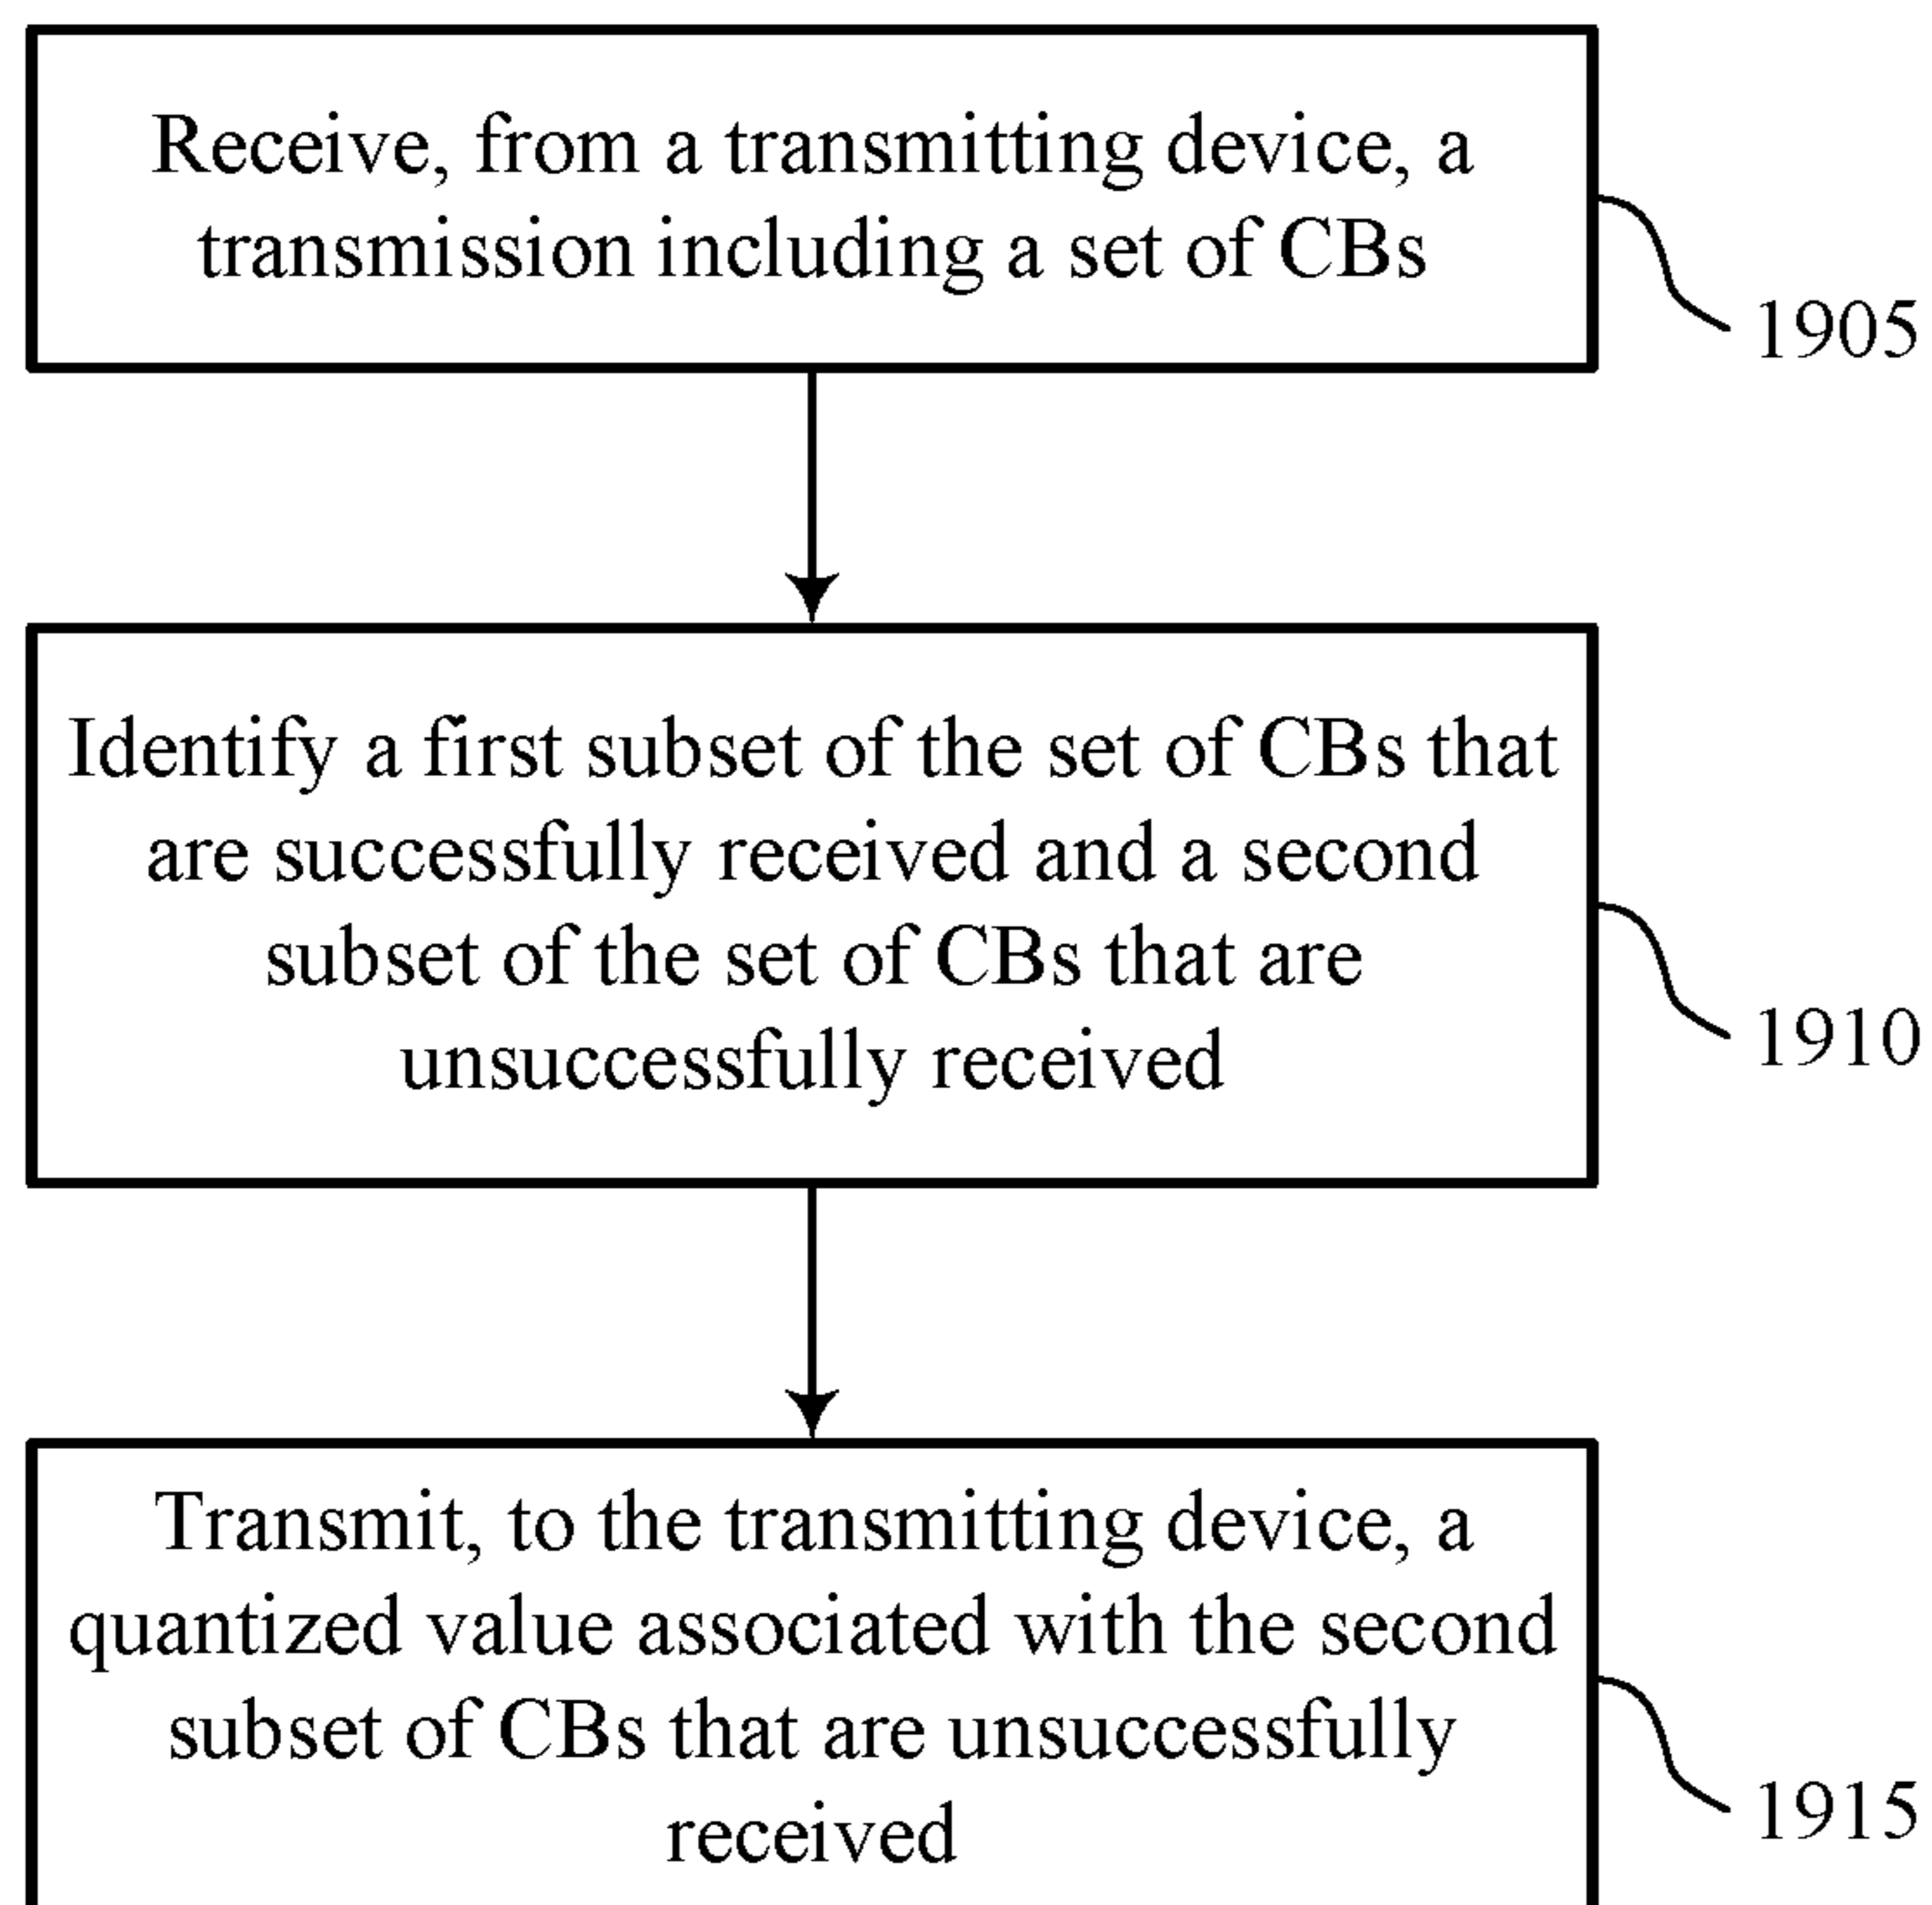 Receive, from a transmitting device, a
transmission including a set of CBs
1905
Identify a first subset of the set of CBs that
are successfully received and a second
subset of the set of CBs that are
unsuccessfully received
1910
Transmit, to the transmitting device, a
quantized value associated with the second
subset of CBs that are unsuccessfully
received
1915